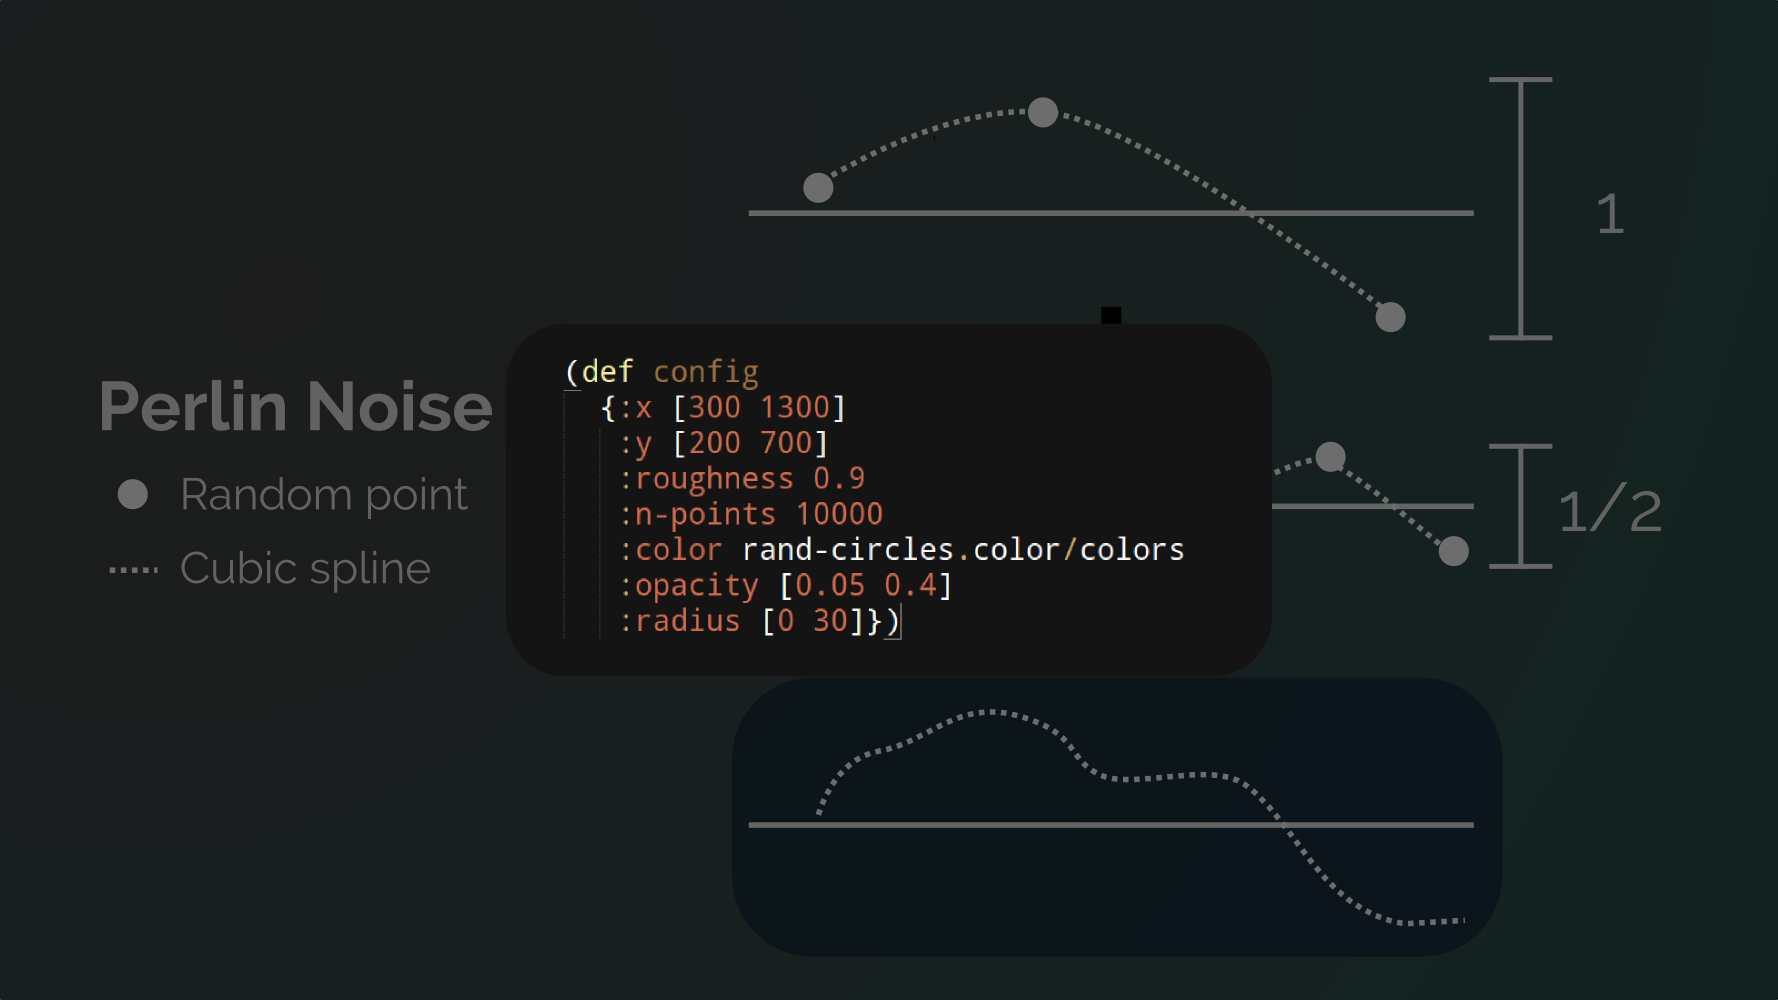 Perlin Noise
Random point
Cubic spline
1
1/2
(def config
{:x [300 1300]
:y [200 700]
:roughness 0.9
:n-points 10000
:color rand-circles.color/colors
:opacity [0.05 0.4]
:radius [0 30]})